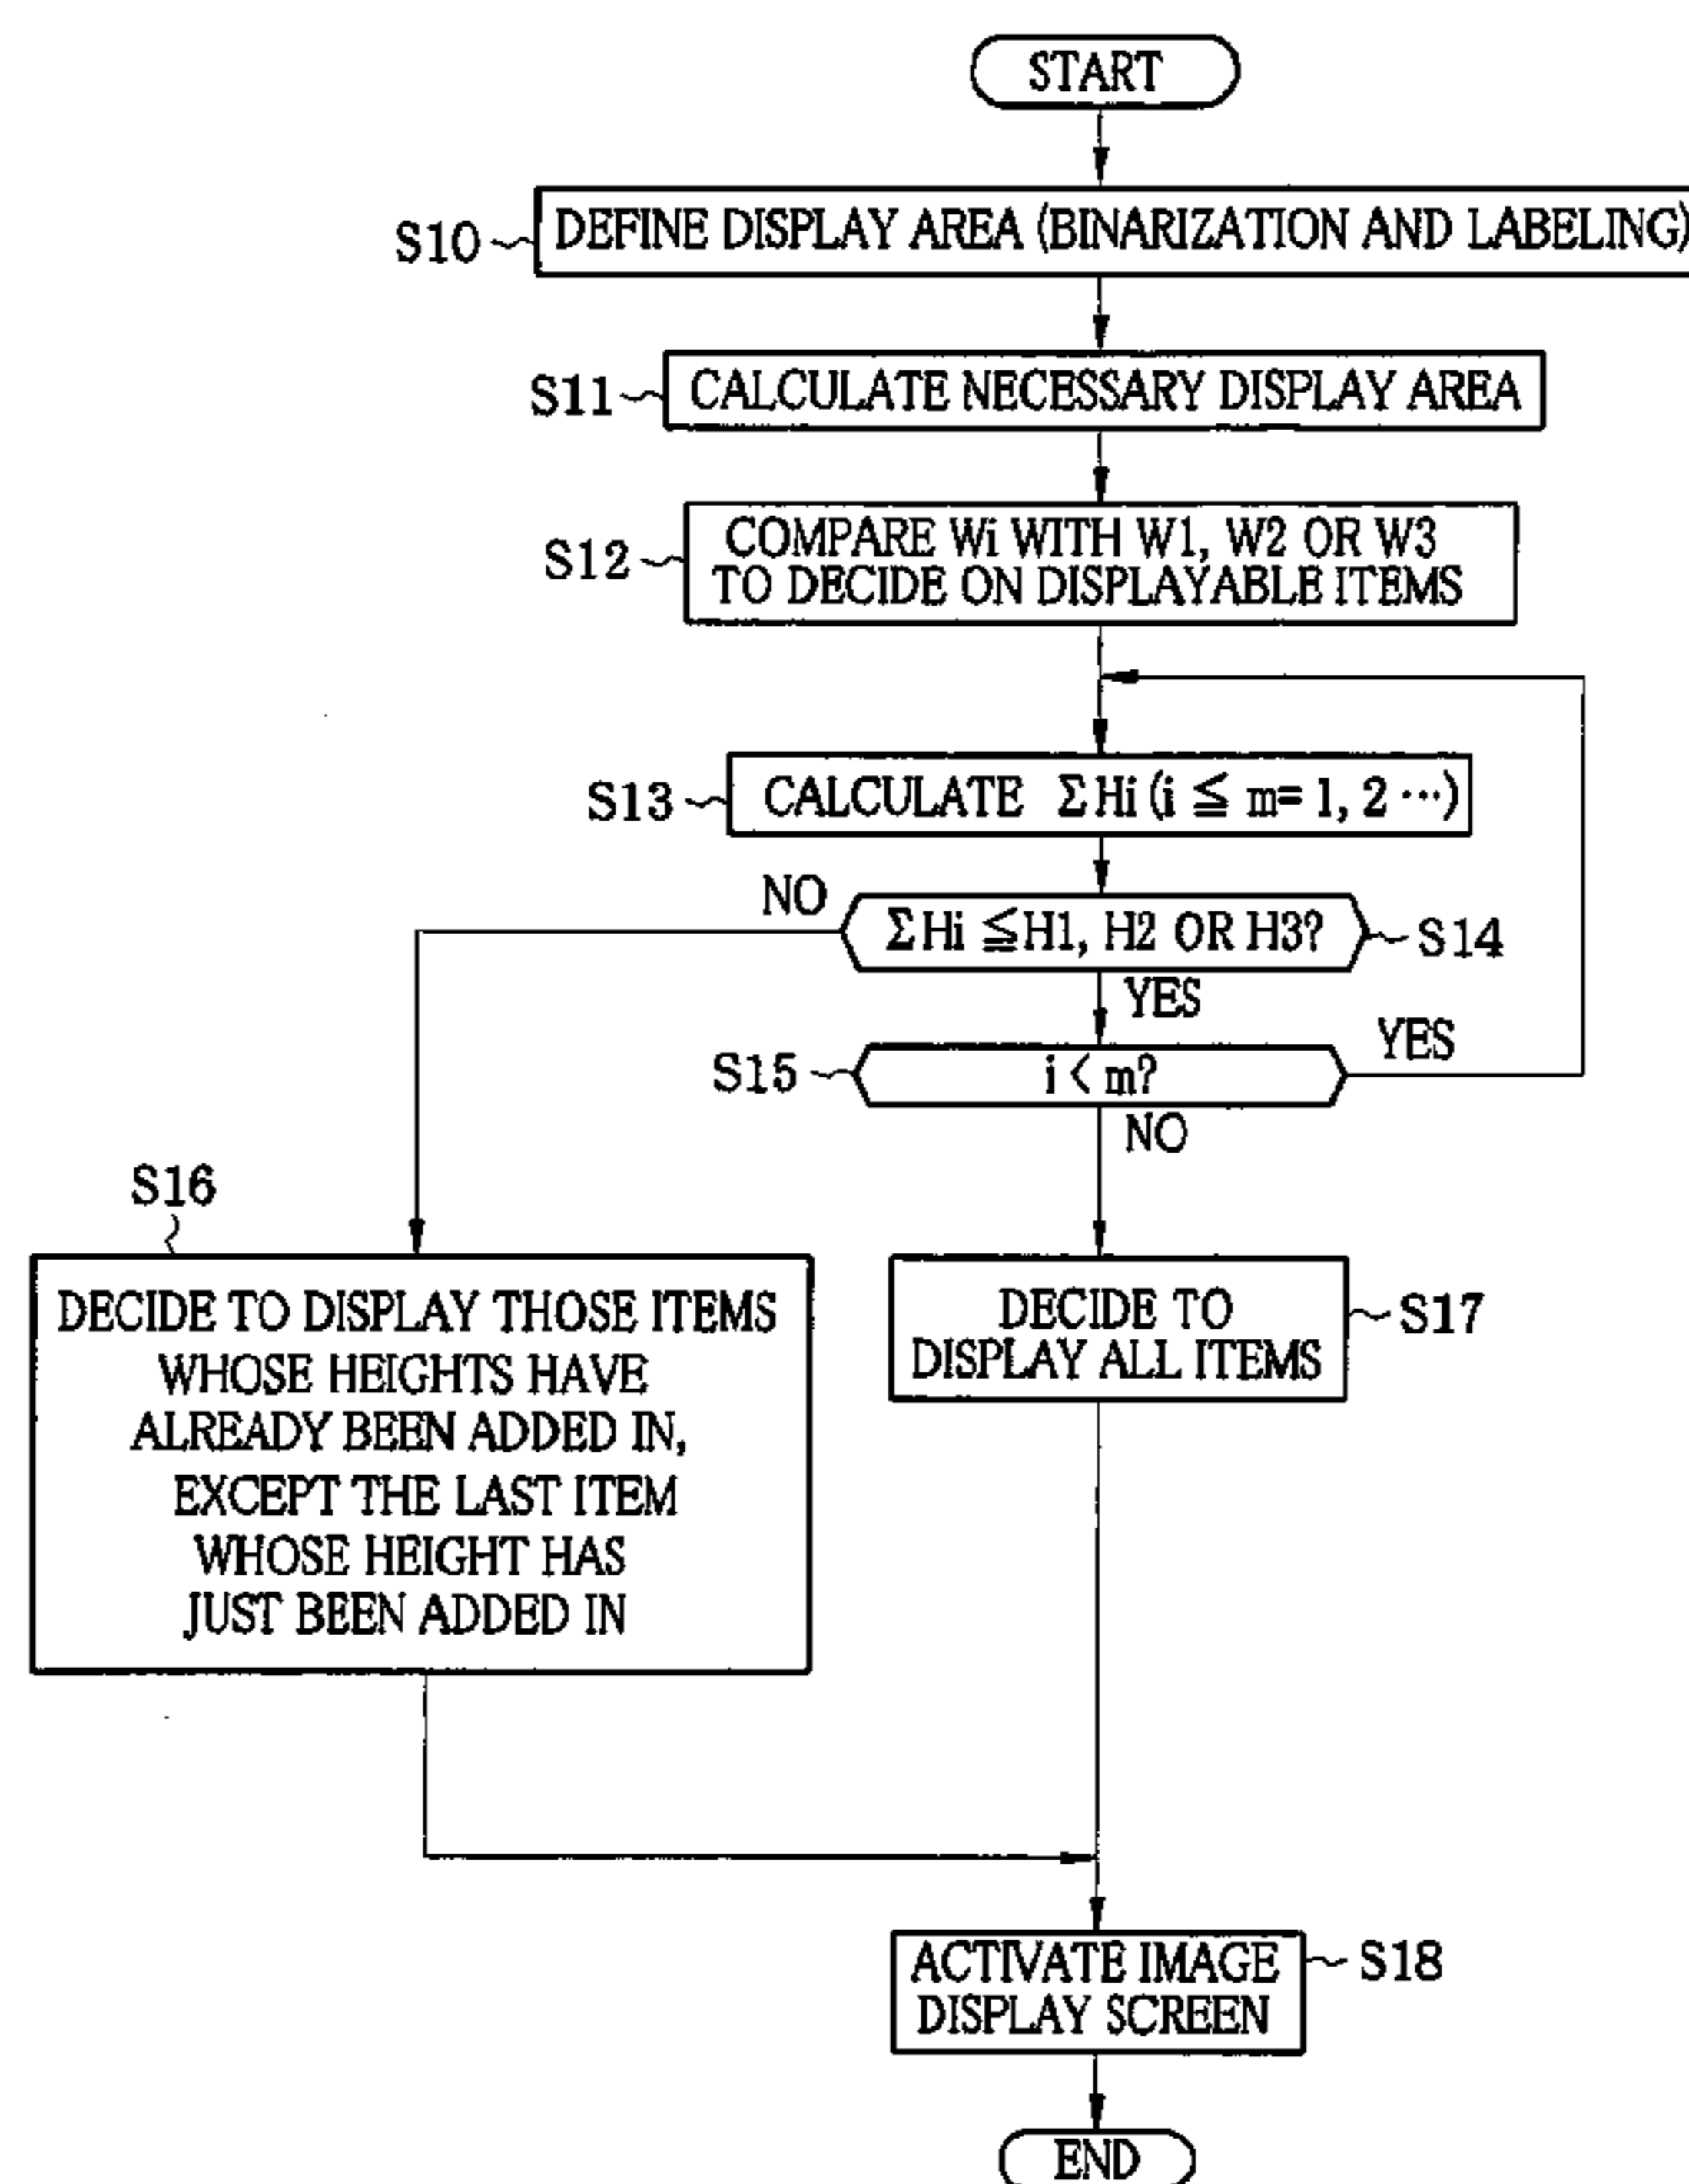 START
S10
DEFINE DISPLAY AREA (BINARIZATION AND LABELING)
S11
CALCULATE NECESSARY DISPLAY AREA
S12
COMPARE Wi WITH W1, W2 OR W3
TO DECIDE ON DISPLAYABLE ITEMS
S13
CALCULATE ΣHi (i ≦ m= 1, 2 ···)
NO
ΣHi ≦H1, H2 OR H3?
S14
YES
S15
i < m?
YES
NO
S16
DECIDE TO DISPLAY THOSE ITEMS
WHOSE HEIGHTS HAVE
ALREADY BEEN ADDED IN,
EXCEPT THE LAST ITEM
WHOSE HEIGHT HAS
JUST BEEN ADDED IN
DECIDE TO
DISPLAY ALL ITEMS
S17
ACTIVATE IMAGE
DISPLAY SCREEN
S18
END